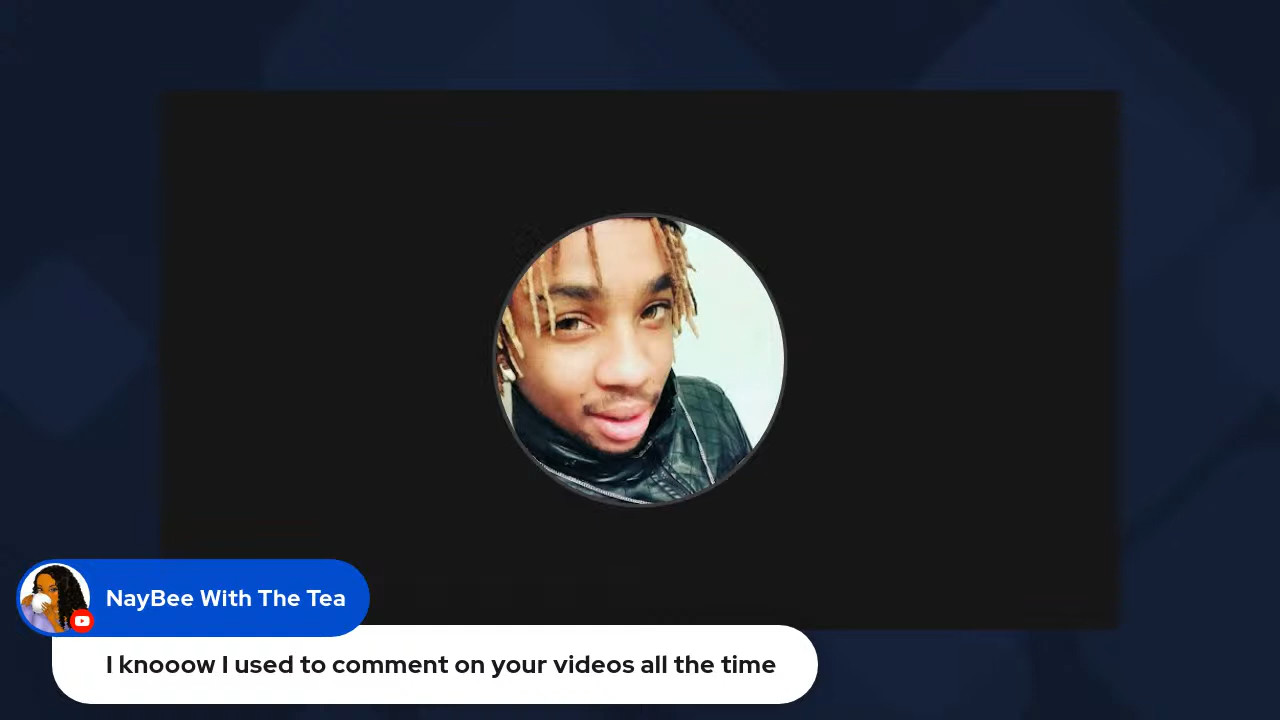 NayBee With The Tea
I knooow I used to comment on your videos all the time